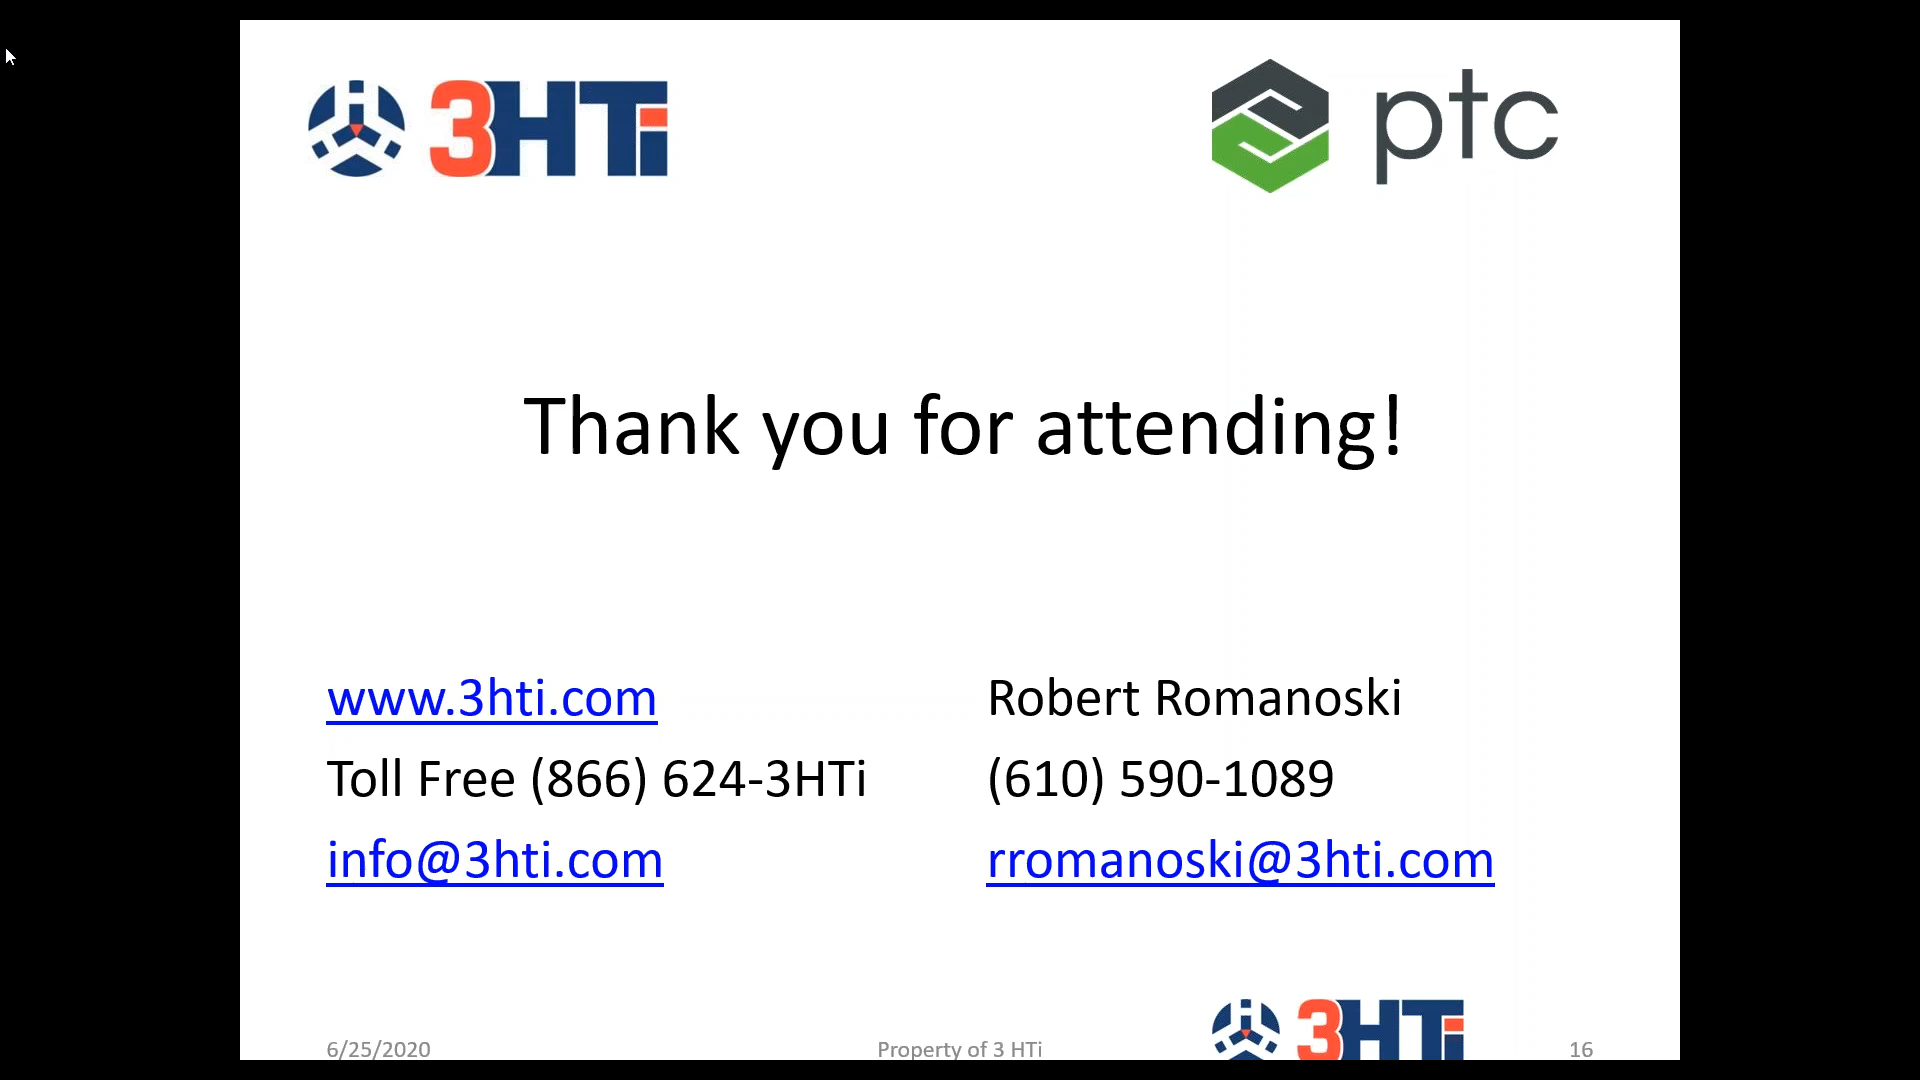 3HTi
ptc
Thank you for attending!
www.3hti.com
Toll Free (866) 624-3HTi
info@3hti.com
Robert Romanoski
(610) 590-1089
rromanoski@3hti.com
6/25/2020
Property of 3 HTi
3HTi
16